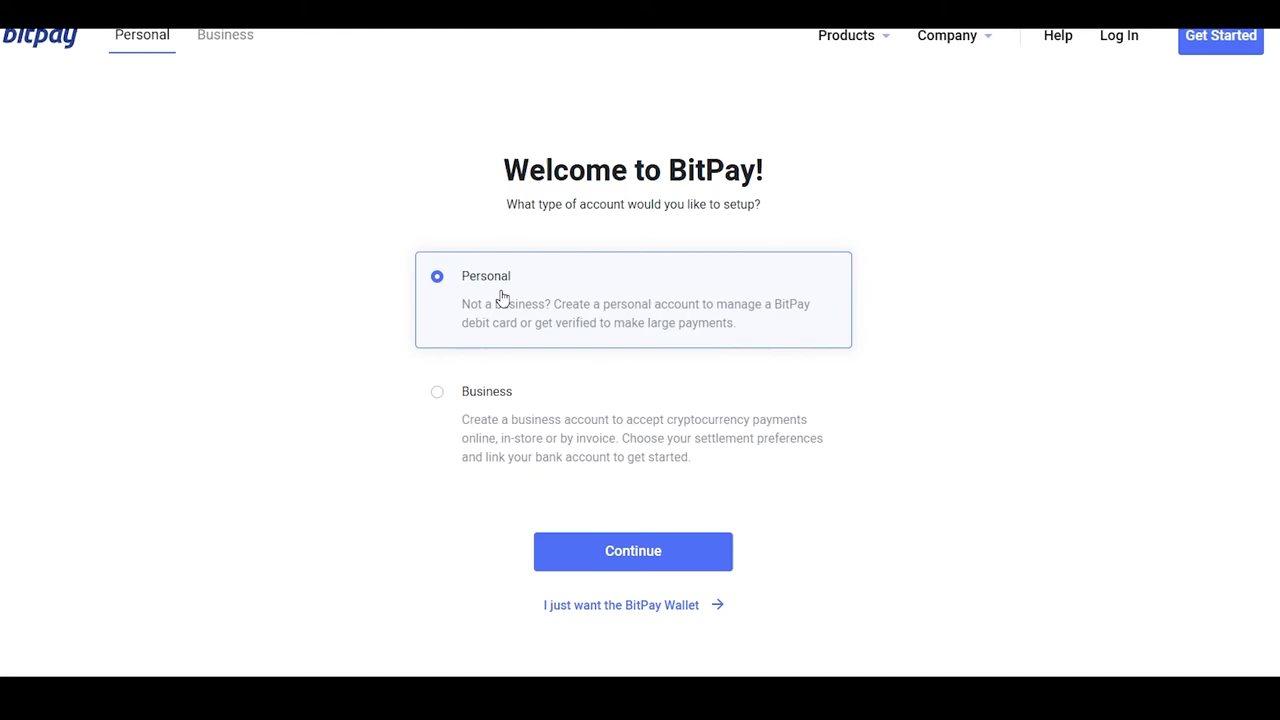 bitpay Personal Business Products Company Help Log In Get Started
Welcome to BitPay!
What type of account would you like to setup?
Personal
Not a business? Create a personal account to manage a BitPay
debit card or get verified to make large payments.
Business
Create a business account to accept cryptocurrency payments
online, in-store or by invoice. Choose your settlement preferences
and link your bank account to get started.
Continue
I just want the BitPay Wallet